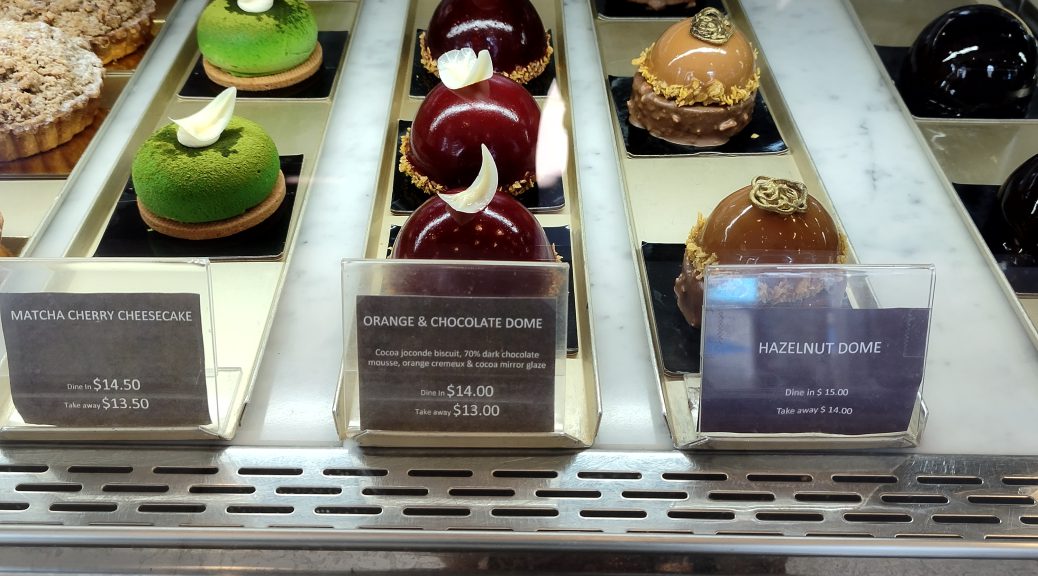 MATCHA CHERRY CHEESECAKE
Dine In $14.50
Take away $13.50
ORANGE & CHOCOLATE DOME
Cocoa joconde biscuit, 70% dark chocolate
mousse, orange cremeux & cocoa mirror glaze
Dine In $14.00
Take away $13.00
HAZELNUT DOME
Dine in $ 15.00
Take away $ 14.00